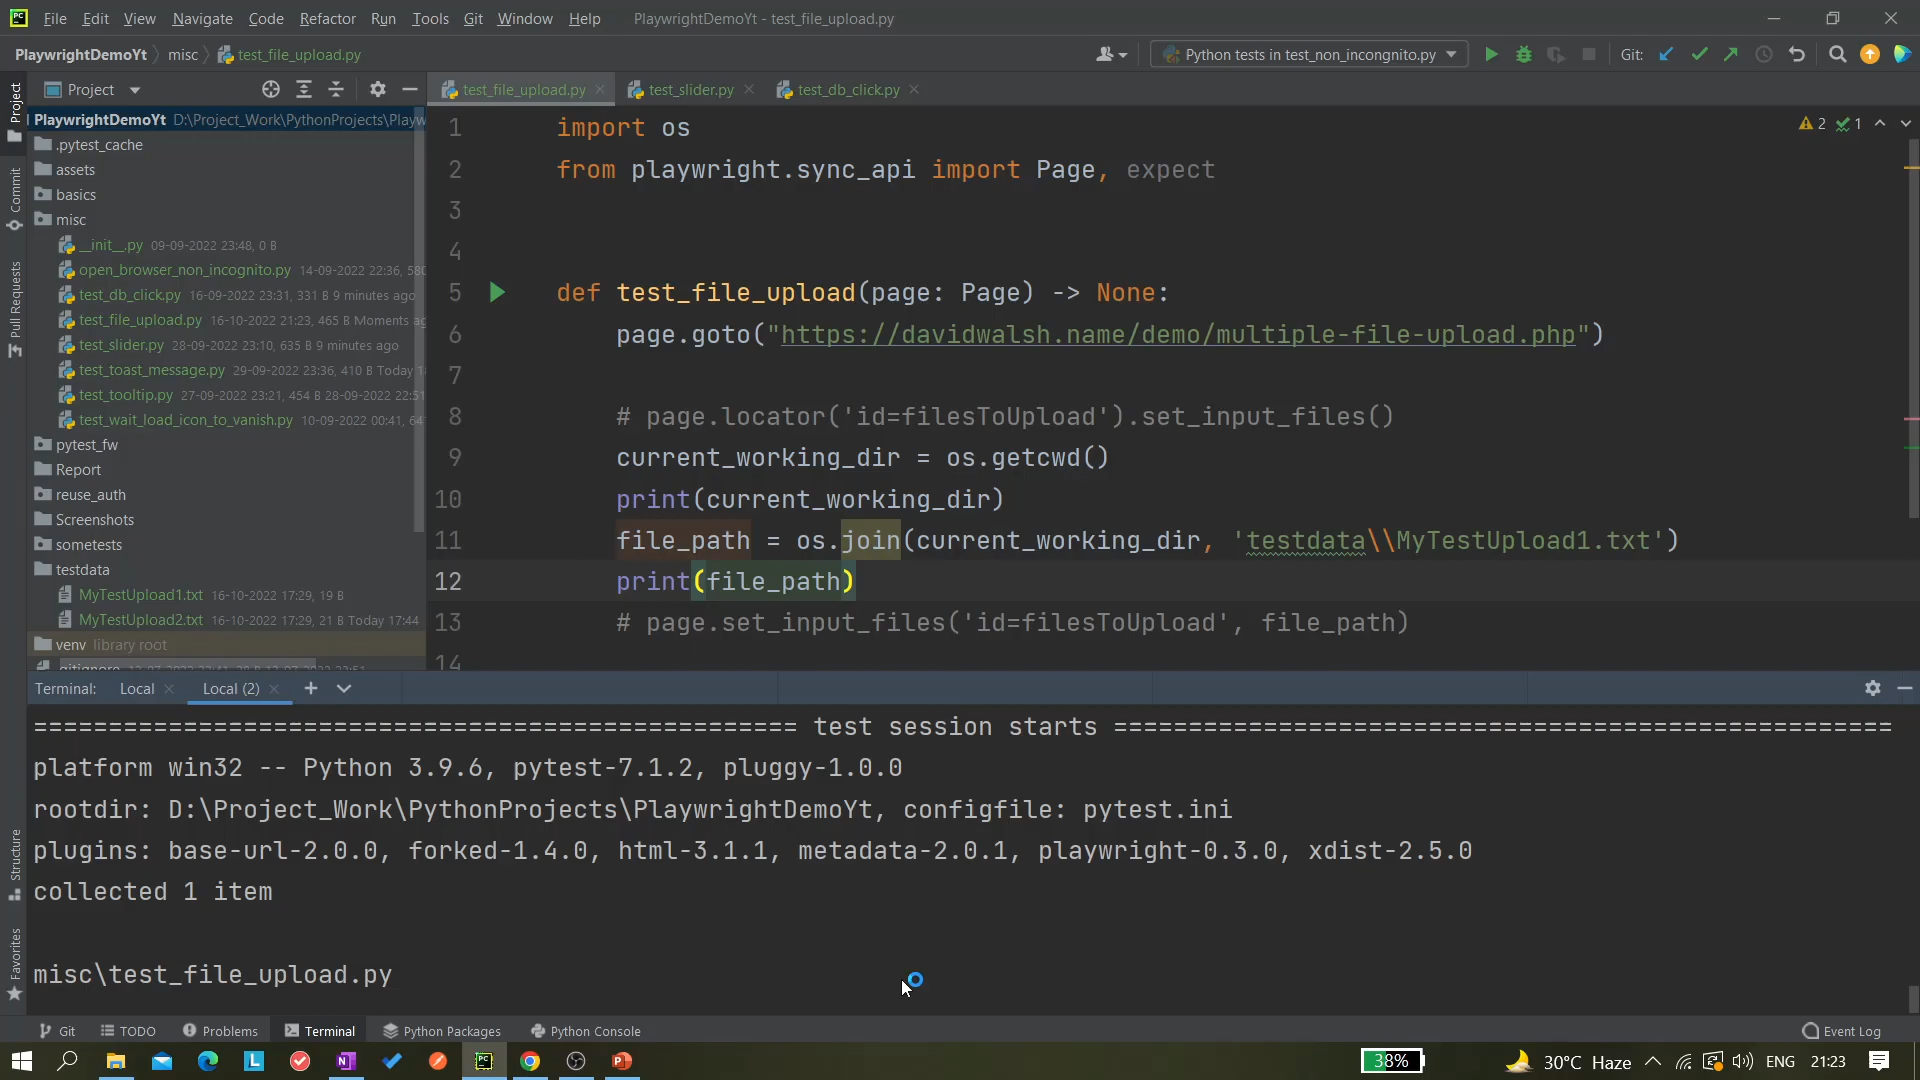 PC File Edit View Navigate Code Refactor Run Tools Git Window Help PlaywrightDemoYt - test_file_upload.py
PlaywrightDemoYt misc test_file_upload.py Python tests in test_non_incongnito.py Git:
Project test_file_upload.py test_slider.py test_db_click.py
PlaywrightDemoYt D:\Project_Work\PythonProjects\Playw
.pytest_cache
assets
basics
misc
__init__.py 09-09-2022 23:48, 0 B
open_browser_non_incognito.py 14-09-2022 22:36, 580
test_db_click.py 16-09-2022 23:31, 331 B 9 minutes ago
test_file_upload.py 16-10-2022 21:23, 465 B Moments ag
test_slider.py 28-09-2022 23:10, 635 B 9 minutes ago
test_toast_message.py 29-09-2022 23:36, 410 B Today 1
test_tooltip.py 27-09-2022 23:21, 454 B 28-09-2022 22:51
test_wait_load_icon_to_vanish.py 10-09-2022 00:41, 64
pytest_fw
Report
reuse_auth
Screenshots
sometests
testdata
MyTestUpload1.txt 16-10-2022 17:29, 19 B
MyTestUpload2.txt 16-10-2022 17:29, 21 B Today 17:44
venv library root
Project
Commit
Pull Requests
Structure
Favorites
2 1
1 import os
2 from playwright.sync_api import Page, expect
3
4
5 def test_file_upload(page: Page) -> None:
6 page.goto("https://davidwalsh.name/demo/multiple-file-upload.php")
7
8 # page.locator('id=filesToUpload').set_input_files()
9 current_working_dir = os.getcwd()
10 print(current_working_dir)
11 file_path = os.join(current_working_dir, 'testdata\\MyTestUpload1.txt')
12 print(file_path)
13 # page.set_input_files('id=filesToUpload', file_path)
14
Terminal: Local Local (2)
=================================================== test session starts ====================================================
platform win32 -- Python 3.9.6, pytest-7.1.2, pluggy-1.0.0
rootdir: D:\Project_Work\PythonProjects\PlaywrightDemoYt, configfile: pytest.ini
plugins: base-url-2.0.0, forked-1.4.0, html-3.1.1, metadata-2.0.1, playwright-0.3.0, xdist-2.5.0
collected 1 item
misc\test_file_upload.py
Git TODO Problems Terminal Python Packages Python Console Event Log
38% 30°C Haze ENG 21:23